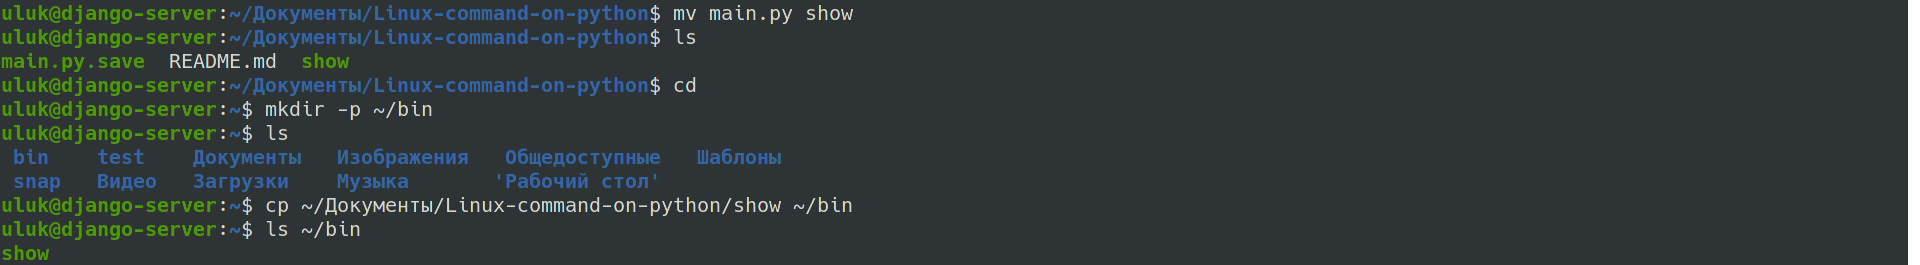 uluk@django-server:~/Документы/Linux-command-on-python$ mv main.py show
uluk@django-server:~/Документы/Linux-command-on-python$ ls
main.py.save  README.md  show
uluk@django-server:~/Документы/Linux-command-on-python$ cd
uluk@django-server:~$ mkdir -p ~/bin
uluk@django-server:~$ ls
 bin    test    Документы   Изображения   Общедоступные   Шаблоны
 snap   Видео   Загрузки    Музыка       'Рабочий стол'
uluk@django-server:~$ cp ~/Документы/Linux-command-on-python/show ~/bin
uluk@django-server:~$ ls ~/bin
show